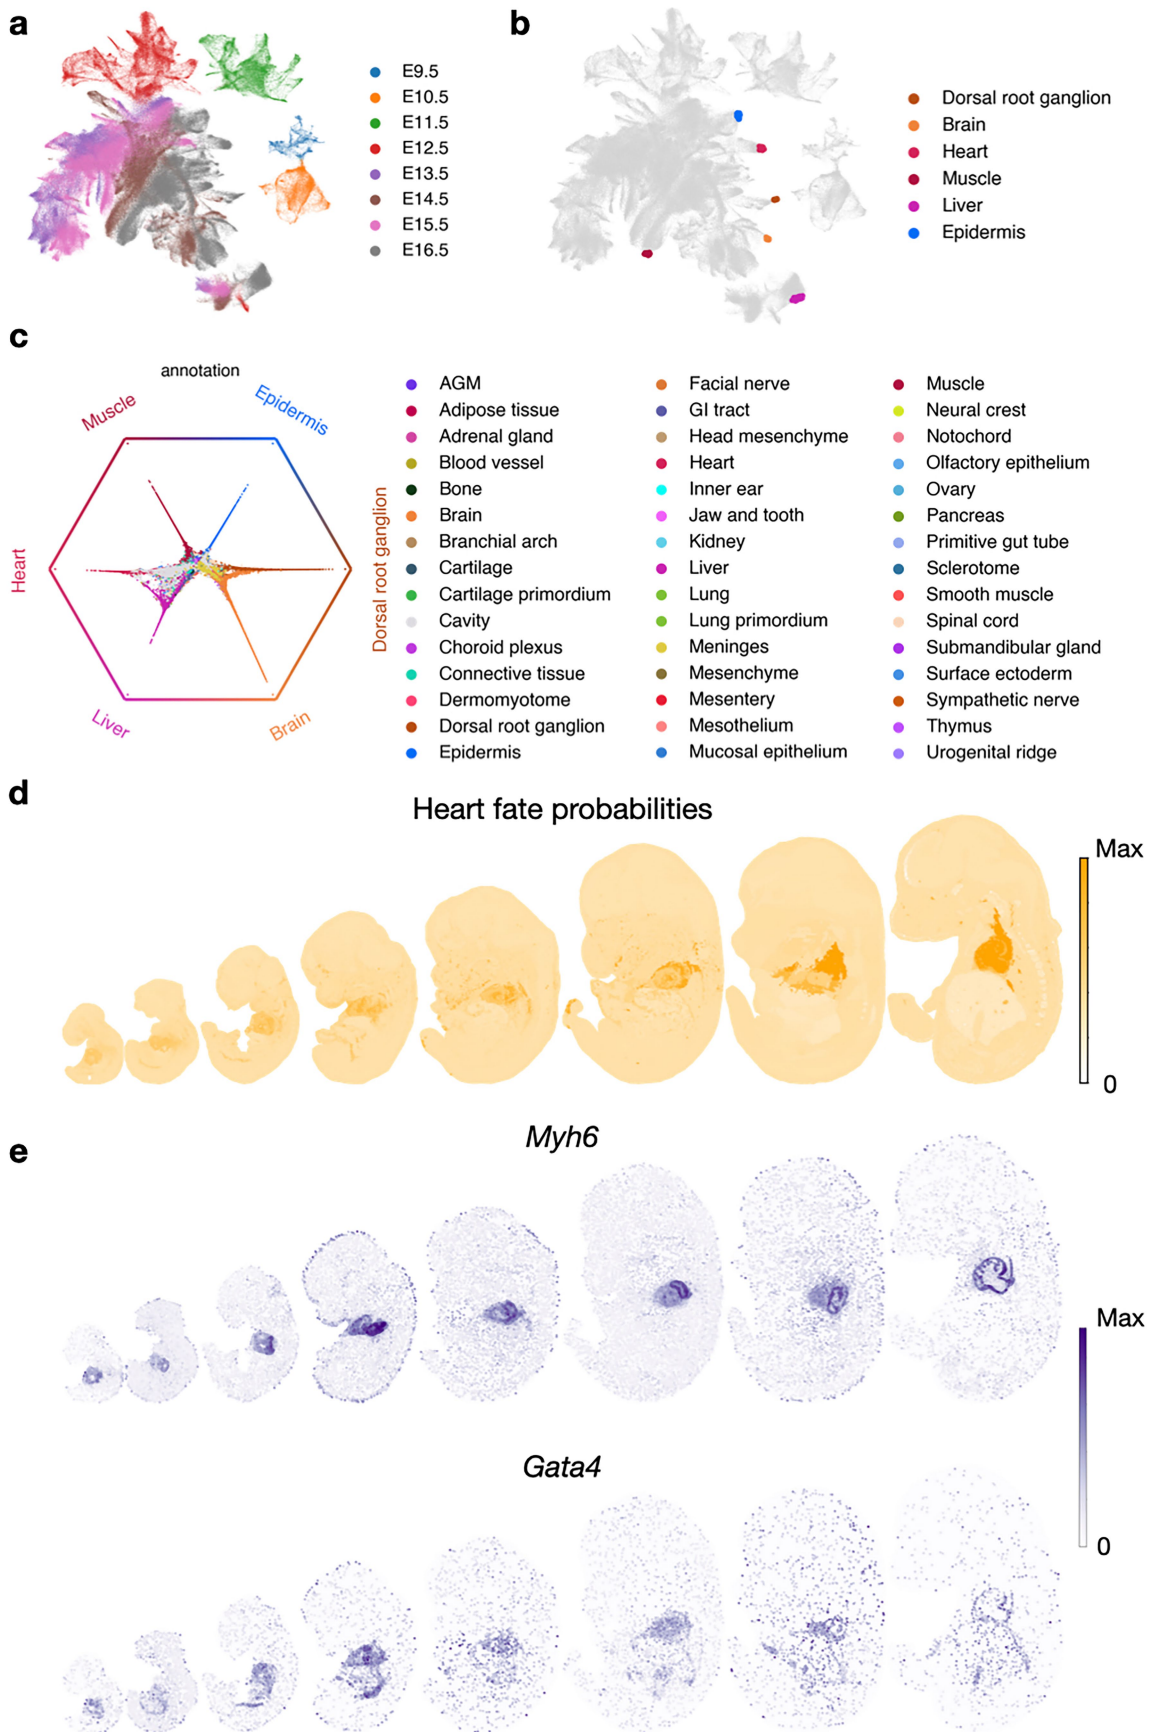 a
E9.5
E10.5
E11.5
E12.5
E13.5
E14.5
E15.5
E16.5
b
Dorsal root ganglion
Brain
Heart
Muscle
Liver
Epidermis
c
annotation
Muscle
Epidermis
Heart
Dorsal root ganglion
Liver
Brain
AGM
Adipose tissue
Adrenal gland
Blood vessel
Bone
Brain
Branchial arch
Cartilage
Cartilage primordium
Cavity
Choroid plexus
Connective tissue
Dermomyotome
Dorsal root ganglion
Epidermis
Facial nerve
GI tract
Head mesenchyme
Heart
Inner ear
Jaw and tooth
Kidney
Liver
Lung
Lung primordium
Meninges
Mesenchyme
Mesentery
Mesothelium
Mucosal epithelium
Muscle
Neural crest
Notochord
Olfactory epithelium
Ovary
Pancreas
Primitive gut tube
Sclerotome
Smooth muscle
Spinal cord
Submandibular gland
Surface ectoderm
Sympathetic nerve
Thymus
Urogenital ridge
d
Heart fate probabilities
Max
0
e
Myh6
Max
Gata4
0